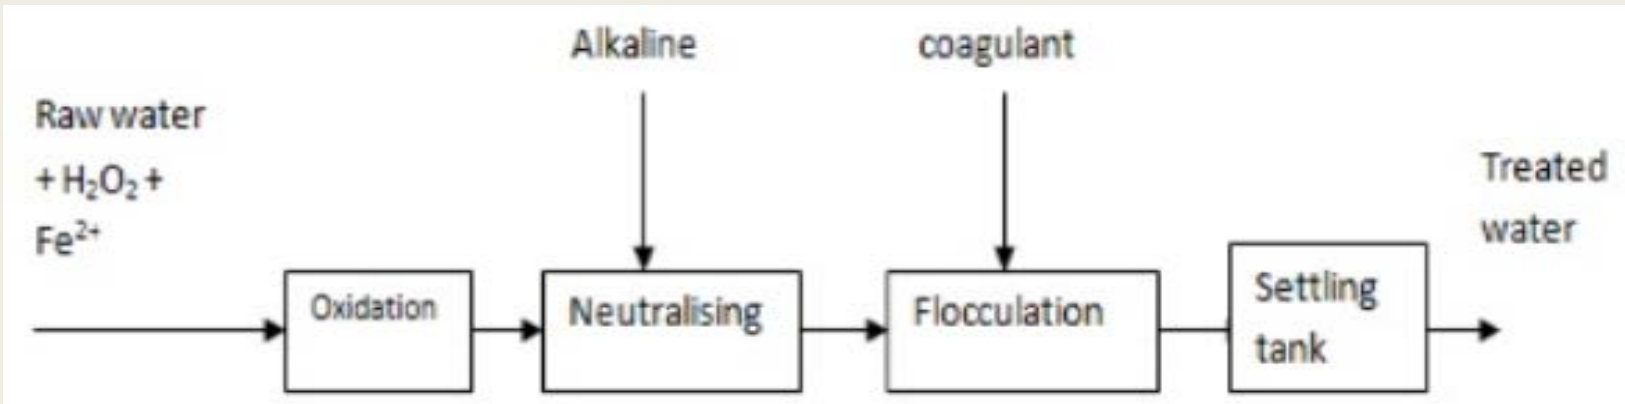 Alkaline
coagulant
Raw water
+ H₂O₂ +
Fe²⁺
Treated
water
Oxidation
Neutralising
Flocculation
Settling
tank